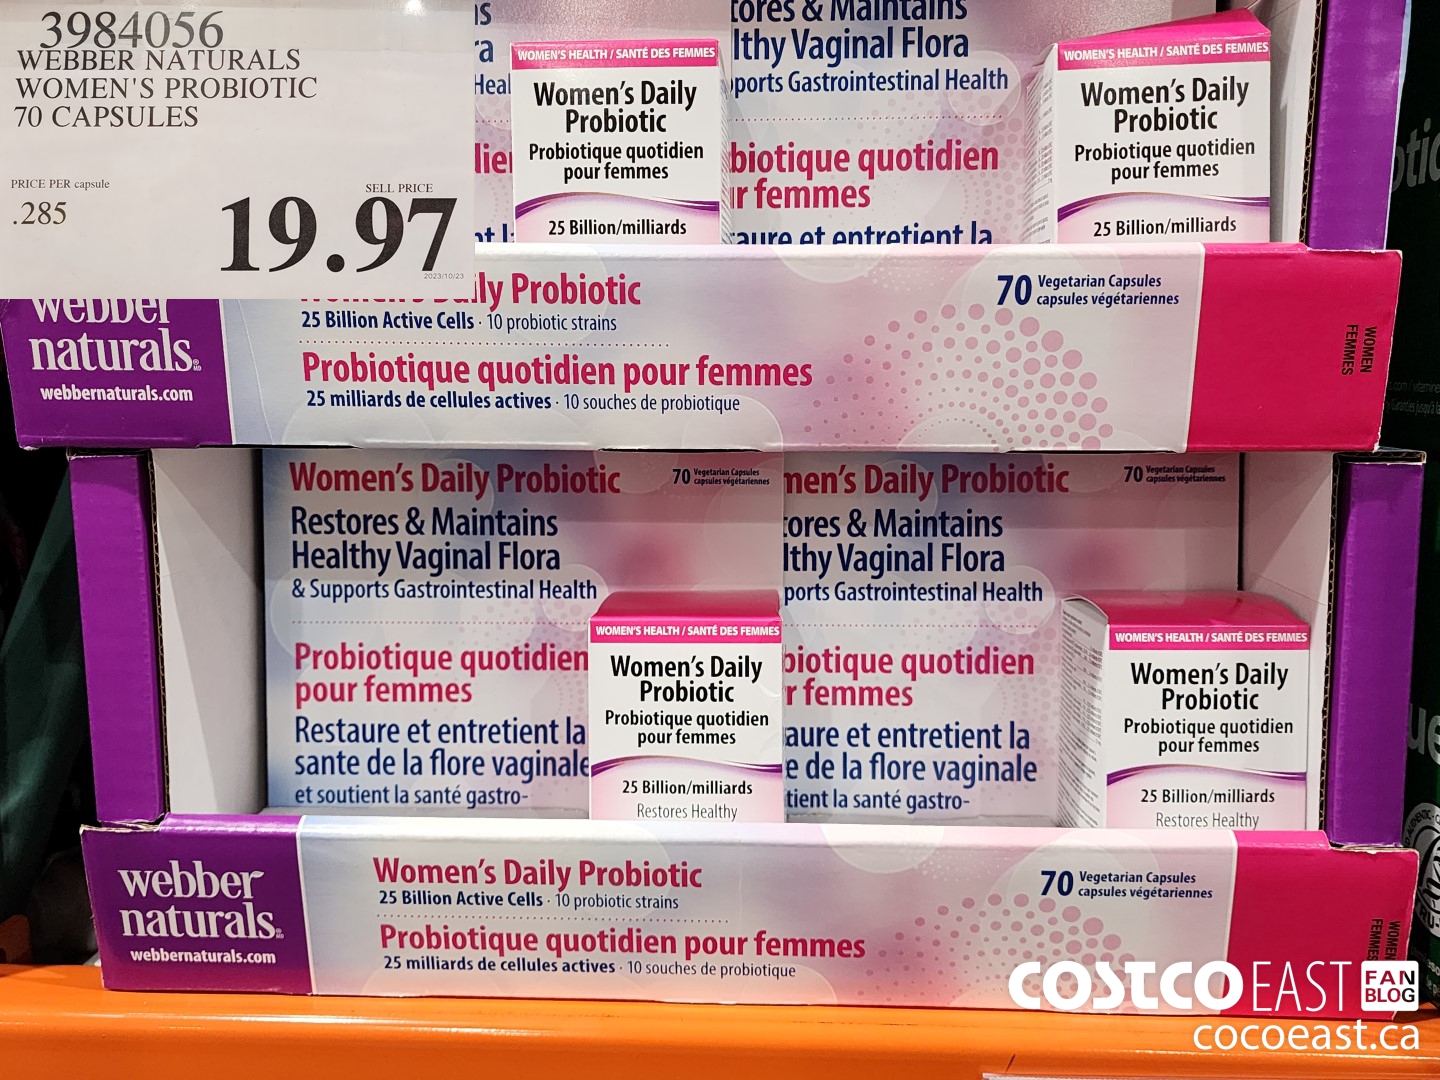 3984056
WEBBER NATURALS
WOMEN'S PROBIOTIC
70 CAPSULES
PRICE PER capsule
.285
SELL PRICE
19.97
2023/10/23
tores & Maintains
lthy Vaginal Flora
ports Gastrointestinal Health
biotique quotidien
r femmes
aure et entretient la
WOMEN'S HEALTH / SANTÉ DES FEMMES
Women's Daily
Probiotic
Probiotique quotidien
pour femmes
25 Billion/milliards
WOMEN'S HEALTH / SANTÉ DES FEMMES
Women's Daily
Probiotic
Probiotique quotidien
pour femmes
25 Billion/milliards
webber
naturals
webbernaturals.com
Women's Daily Probiotic
25 Billion Active Cells · 10 probiotic strains
Probiotique quotidien pour femmes
25 milliards de cellules actives · 10 souches de probiotique
70 Vegetarian Capsules
capsules végétariennes
WOMEN
FEMMES
Women's Daily Probiotic
70 Vegetarian Capsules
capsules végétariennes
Restores & Maintains
Healthy Vaginal Flora
& Supports Gastrointestinal Health
Probiotique quotidien
pour femmes
Restaure et entretient la
sante de la flore vaginale
et soutient la santé gastro-
men's Daily Probiotic
70 Vegetarian Capsules
capsules végétariennes
tores & Maintains
lthy Vaginal Flora
ports Gastrointestinal Health
biotique quotidien
r femmes
aure et entretient la
e de la flore vaginale
tient la santé gastro-
WOMEN'S HEALTH / SANTÉ DES FEMMES
Women's Daily
Probiotic
Probiotique quotidien
pour femmes
25 Billion/milliards
Restores Healthy
WOMEN'S HEALTH / SANTÉ DES FEMMES
Women's Daily
Probiotic
Probiotique quotidien
pour femmes
25 Billion/milliards
Restores Healthy
webber
naturals
webbernaturals.com
Women's Daily Probiotic
25 Billion Active Cells · 10 probiotic strains
Probiotique quotidien pour femmes
25 milliards de cellules actives · 10 souches de probiotique
70 Vegetarian Capsules
capsules végétariennes
WOMEN
FEMMES
COSTCO EAST FAN BLOG
cocoeast.ca